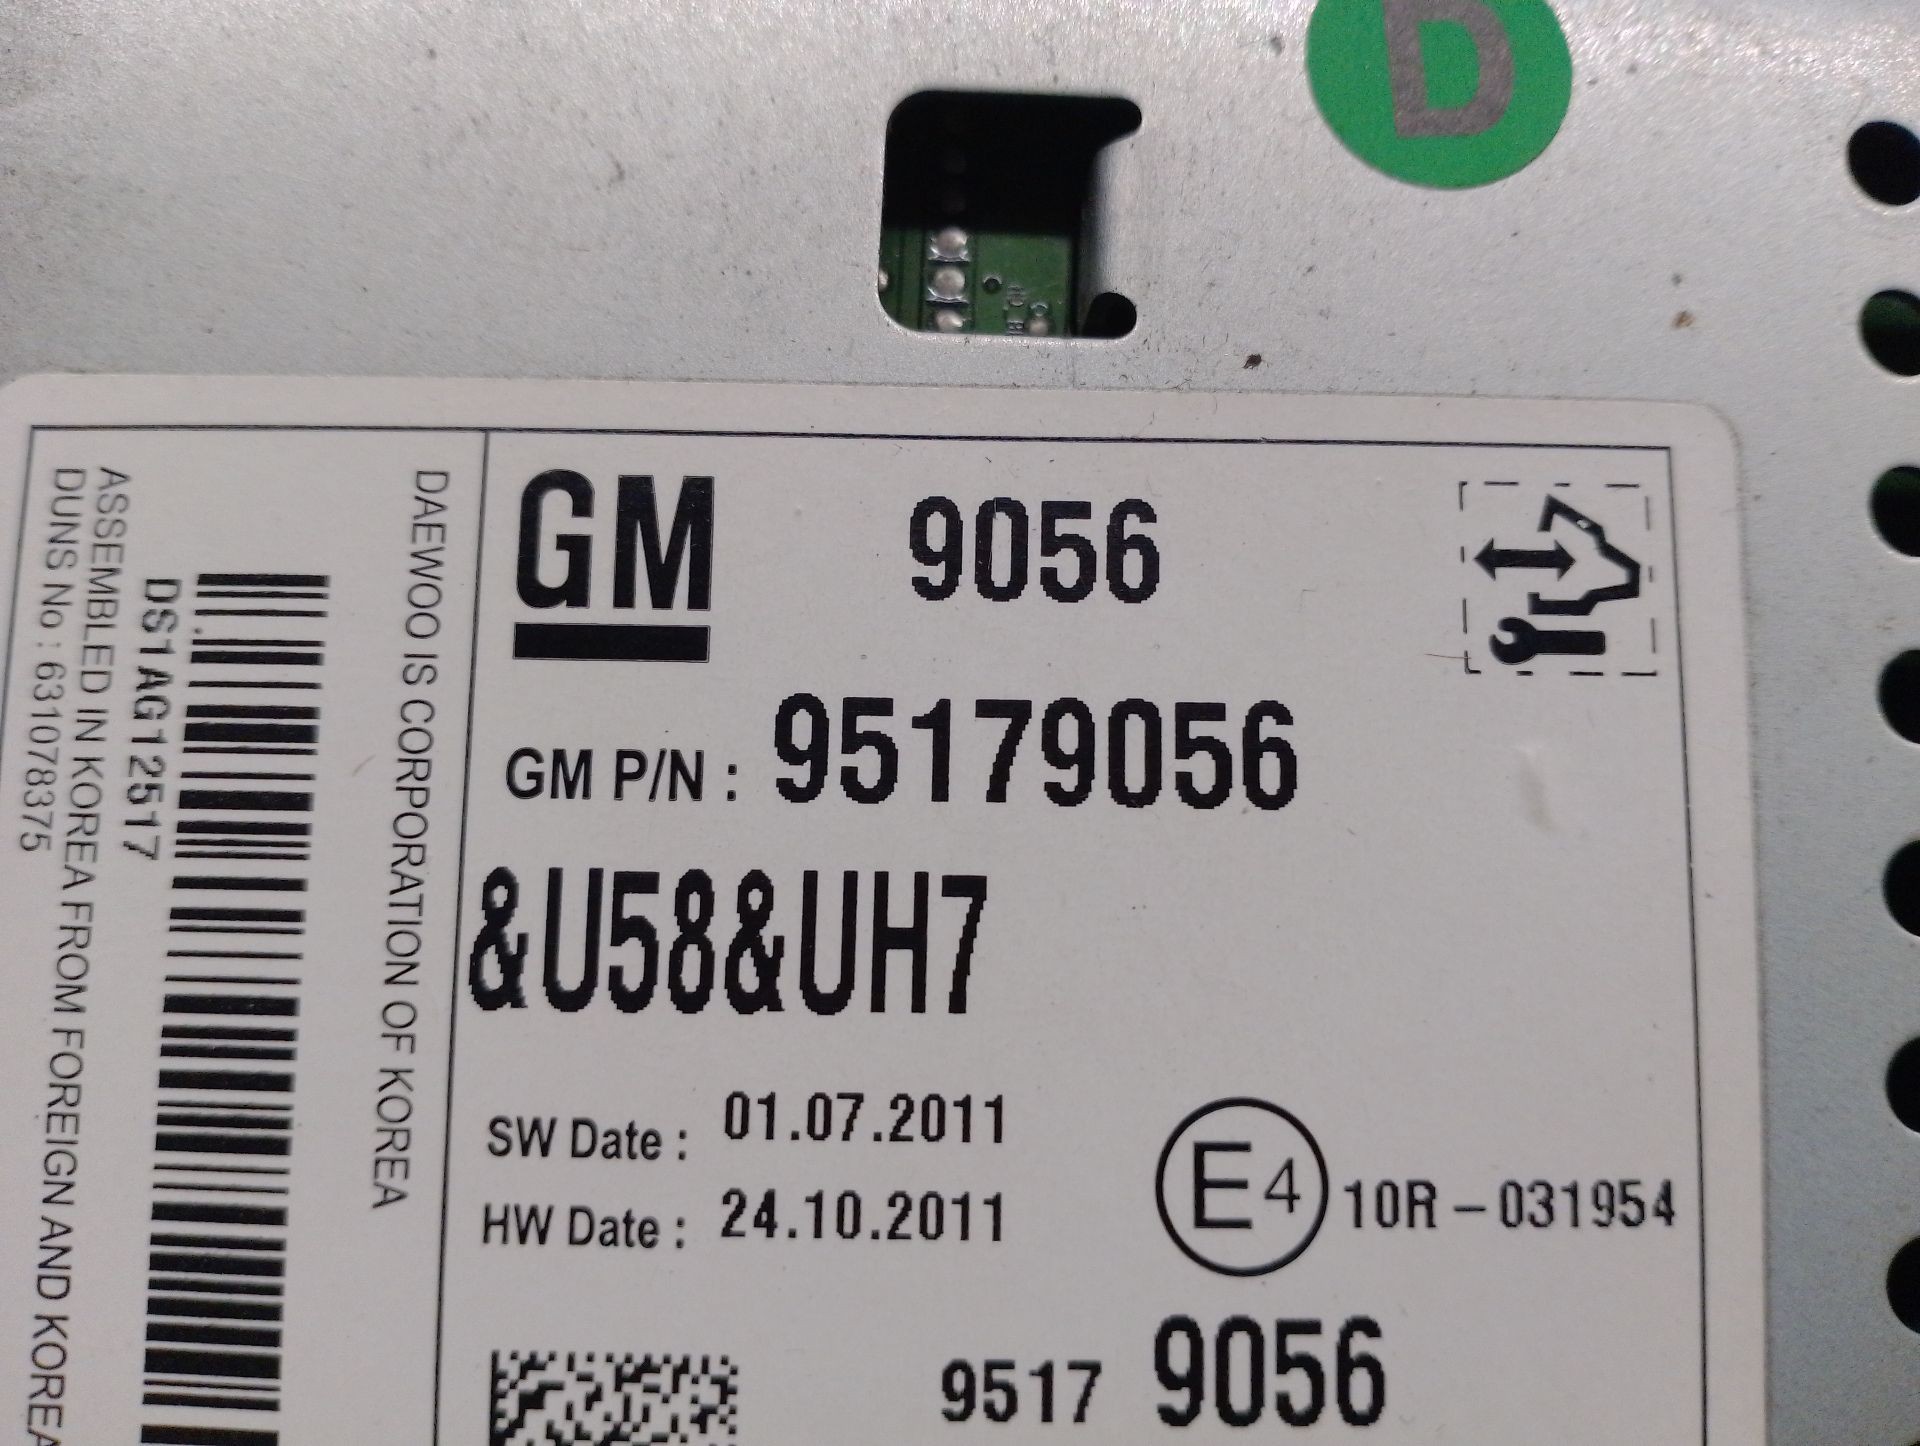 D
GM 9056
GM P/N : 95179056
&U58&UH7
SW Date : 01.07.2011
HW Date : 24.10.2011
E4 10R - 031954
9517 9056
DAEWOO IS CORPORATION OF KOREA
DS1AG12517
ASSEMBLED IN KOREA FROM FOREIGN AND KOREA
DUNS No : 631078375